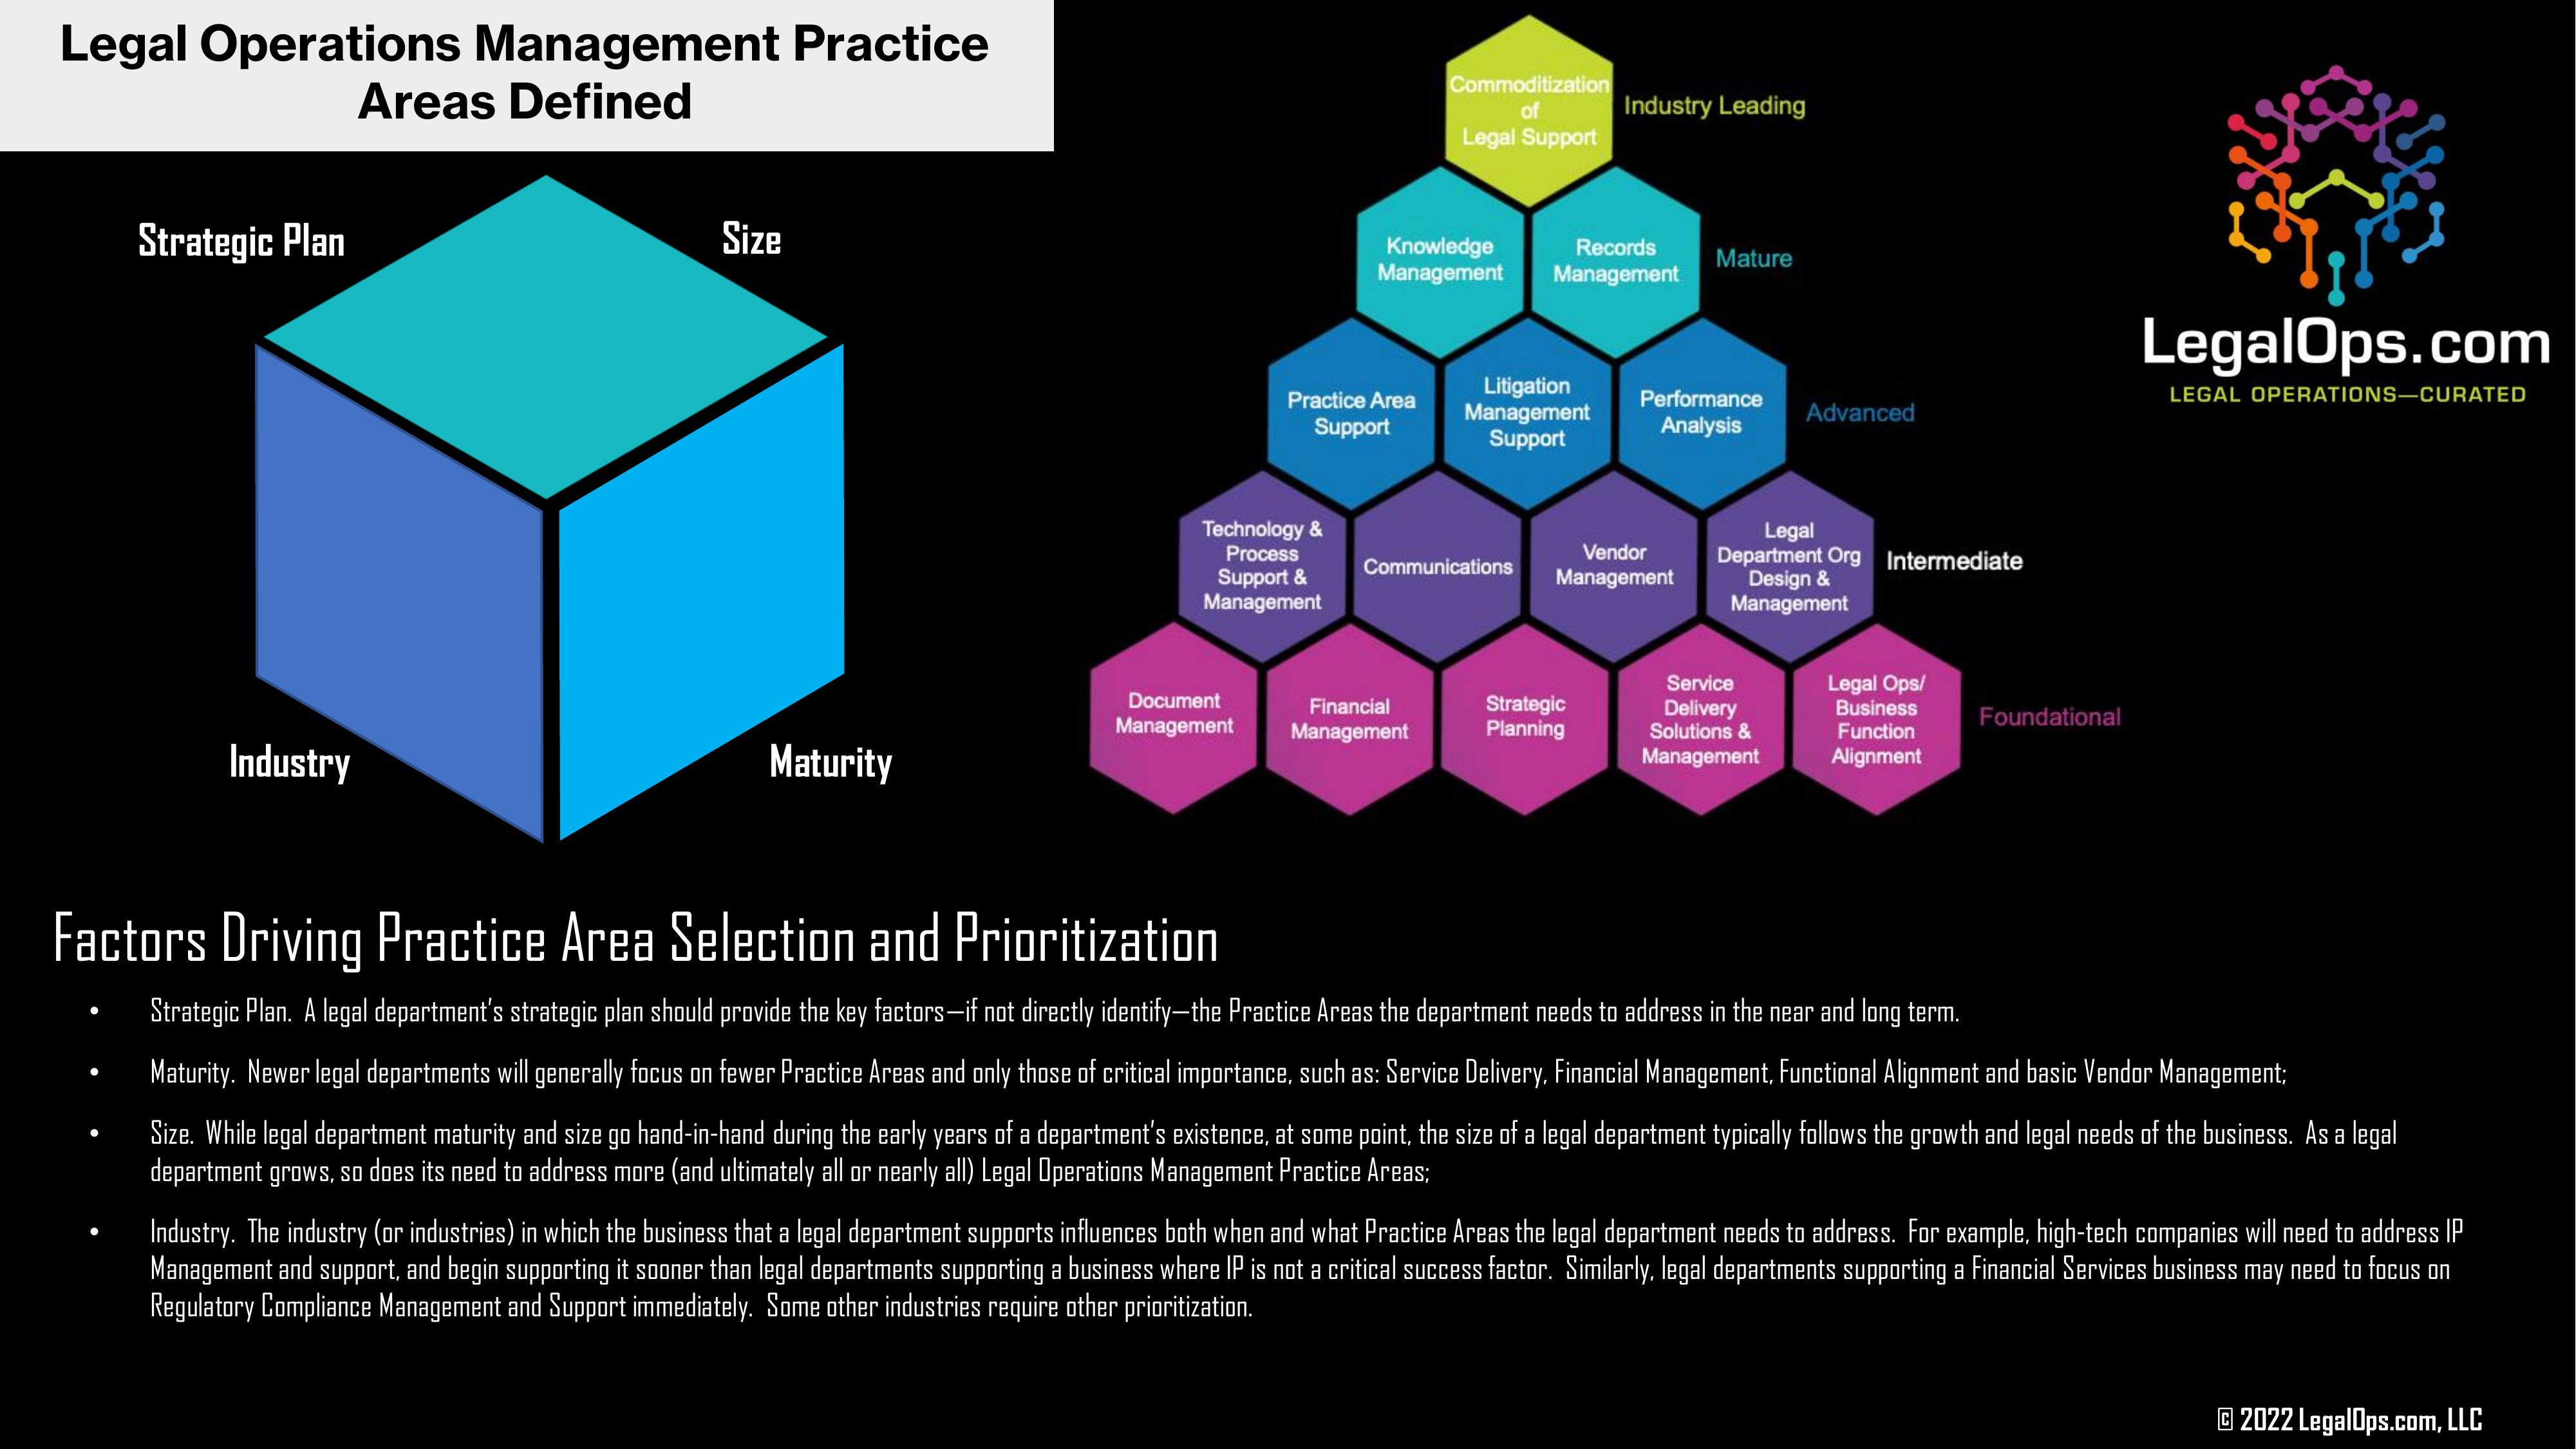 Legal Operations Management Practice
Areas Defined
Strategic Plan
Size
Industry
Maturity
Commoditization
of
Legal Support
Industry Leading
Knowledge
Management
Records
Management
Mature
Practice Area
Support
Litigation
Management
Support
Performance
Analysis
Advanced
Technology &
Process
Support &
Management
Communications
Vendor
Management
Legal
Department Org
Design &
Management
Intermediate
Document
Management
Financial
Management
Strategic
Planning
Service
Delivery
Solutions &
Management
Legal Ops/
Business
Function
Alignment
Foundational
LegalOps.com
LEGAL OPERATIONS—CURATED
Factors Driving Practice Area Selection and Prioritization
• Strategic Plan. A legal department's strategic plan should provide the key factors—if not directly identify—the Practice Areas the department needs to address in the near and long term.
• Maturity. Newer legal departments will generally focus on fewer Practice Areas and only those of critical importance, such as: Service Delivery, Financial Management, Functional Alignment and basic Vendor Management;
• Size. While legal department maturity and size go hand-in-hand during the early years of a department's existence, at some point, the size of a legal department typically follows the growth and legal needs of the business. As a legal
department grows, so does its need to address more (and ultimately all or nearly all) Legal Operations Management Practice Areas;
• Industry. The industry (or industries) in which the business that a legal department supports influences both when and what Practice Areas the legal department needs to address. For example, high-tech companies will need to address IP
Management and support, and begin supporting it sooner than legal departments supporting a business where IP is not a critical success factor. Similarly, legal departments supporting a Financial Services business may need to focus on
Regulatory Compliance Management and Support immediately. Some other industries require other prioritization.
© 2022 LegalOps.com, LLC